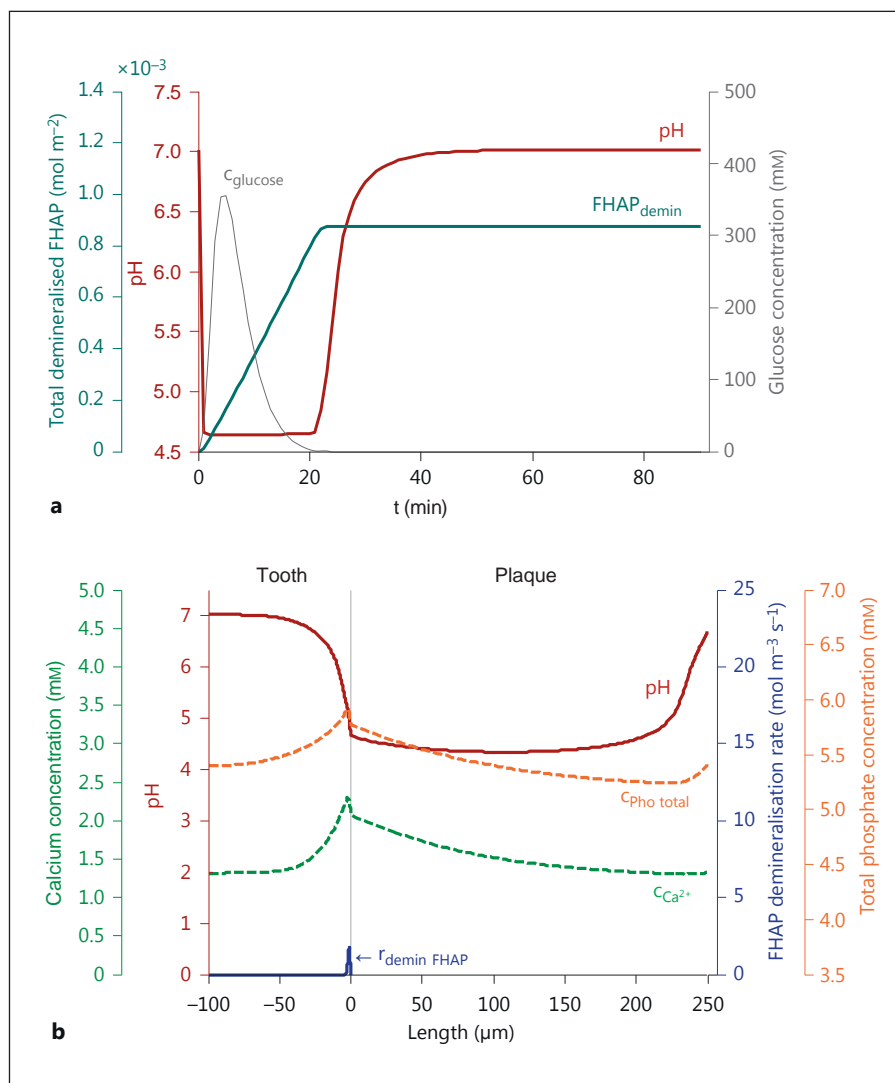 ×10⁻³
1.4
1.2
1.0
0.8
0.6
0.4
0.2
0
Total demineralised FHAP (mol m⁻²)
7.5
7.0
6.5
6.0
5.5
5.0
4.5
pH
c_glucose
pH
FHAP_demin
500
400
300
200
100
0
Glucose concentration (mM)
0 20 40 60 80
t (min)
a
Tooth Plaque
5.0
4.5
4.0
3.5
3.0
2.5
2.0
1.5
1.0
0.5
0
Calcium concentration (mM)
7
6
5
4
3
2
1
0
pH
pH
c_Pho total
c_Ca²⁺
← r_demin FHAP
25
20
15
10
5
0
FHAP demineralisation rate (mol m⁻³ s⁻¹)
7.0
6.5
6.0
5.5
5.0
4.5
4.0
3.5
Total phosphate concentration (mM)
−100 −50 0 50 100 150 200 250
Length (µm)
b